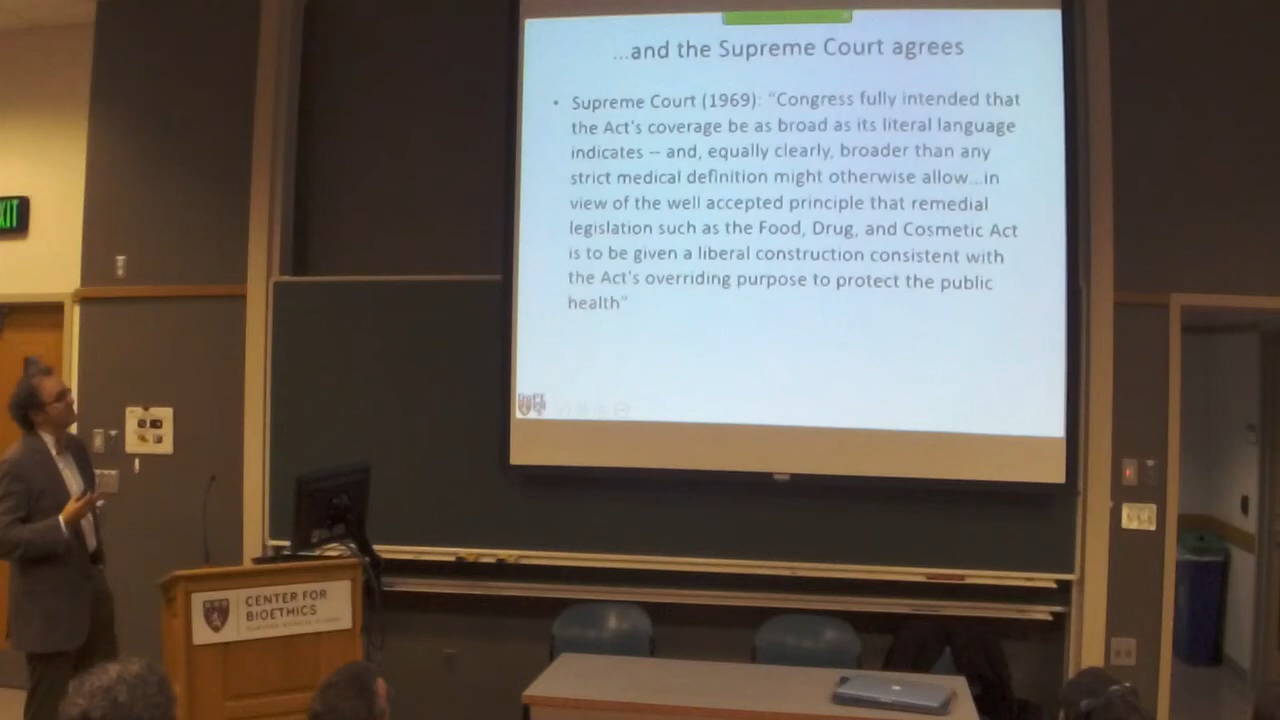 ...and the Supreme Court agrees
• Supreme Court (1969): “Congress fully intended that
the Act's coverage be as broad as its literal language
indicates – and, equally clearly, broader than any
strict medical definition might otherwise allow...in
view of the well accepted principle that remedial
legislation such as the Food, Drug, and Cosmetic Act
is to be given a liberal construction consistent with
the Act's overriding purpose to protect the public
health”
EXIT
CENTER FOR
BIOETHICS
HARVARD MEDICAL SCHOOL